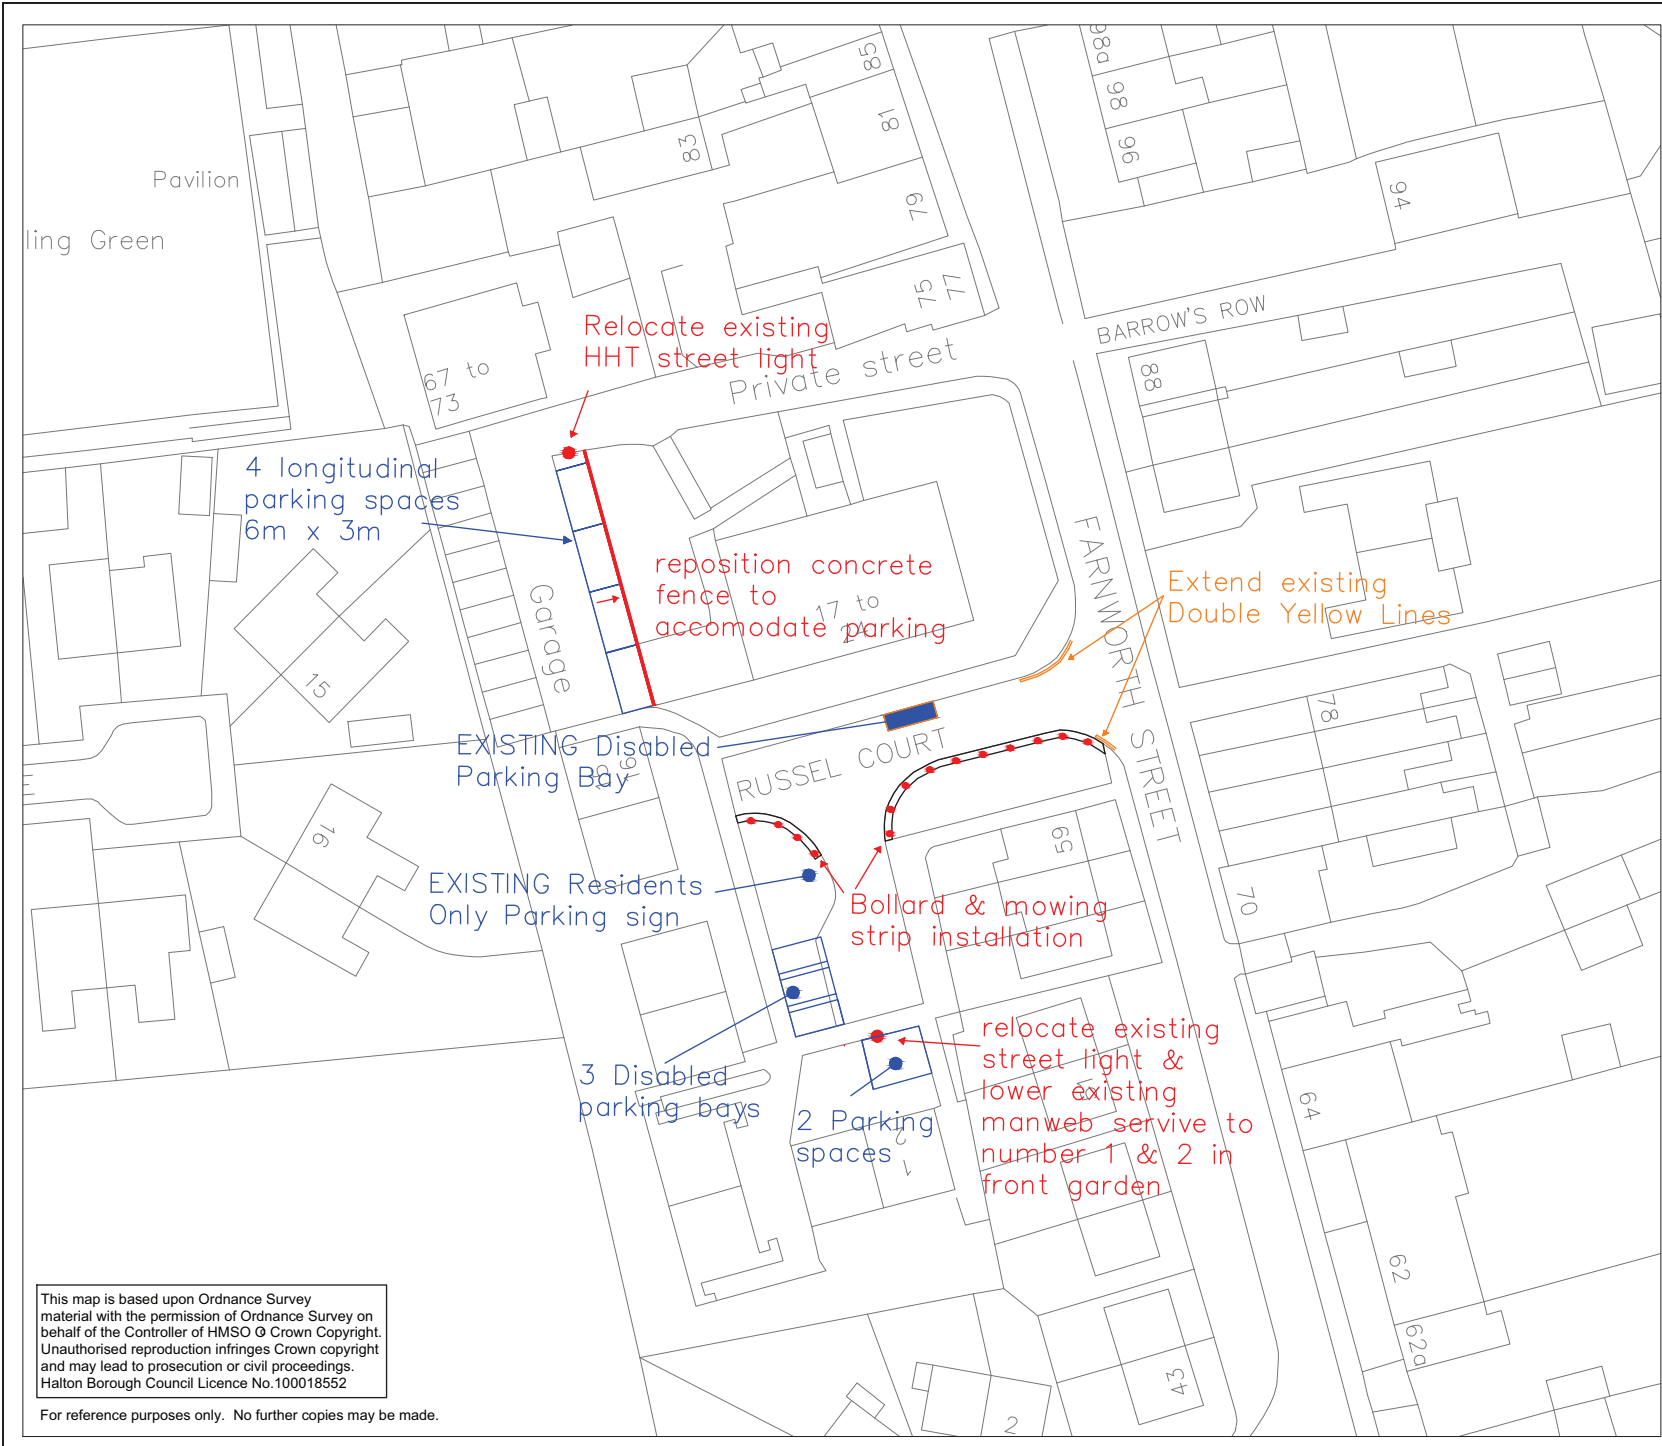 98a
85
98
81
96
83
Pavilion
94
79
ling Green
75
77
BARROW'S ROW
Relocate existing
HHT street light
Private street
67 to
73
88
4 longitudinal
parking spaces
6m x 3m
FARNWORTH STREET
reposition concrete
fence to
accomodate parking
17 to
24
Extend existing
Double Yellow Lines
Garage
15
78
EXISTING Disabled
Parking Bay
RUSSEL COURT
16
65
EXISTING Residents
Only Parking sign
70
Bollard & mowing
strip installation
relocate existing
street light &
lower existing
manweb servive to
number 1 & 2 in
front garden
3 Disabled
parking bays
2 Parking
spaces
2
1
64
62
62a
43
2
This map is based upon Ordnance Survey
material with the permission of Ordnance Survey on
behalf of the Controller of HMSO © Crown Copyright.
Unauthorised reproduction infringes Crown copyright
and may lead to prosecution or civil proceedings.
Halton Borough Council Licence No.100018552
For reference purposes only. No further copies may be made.